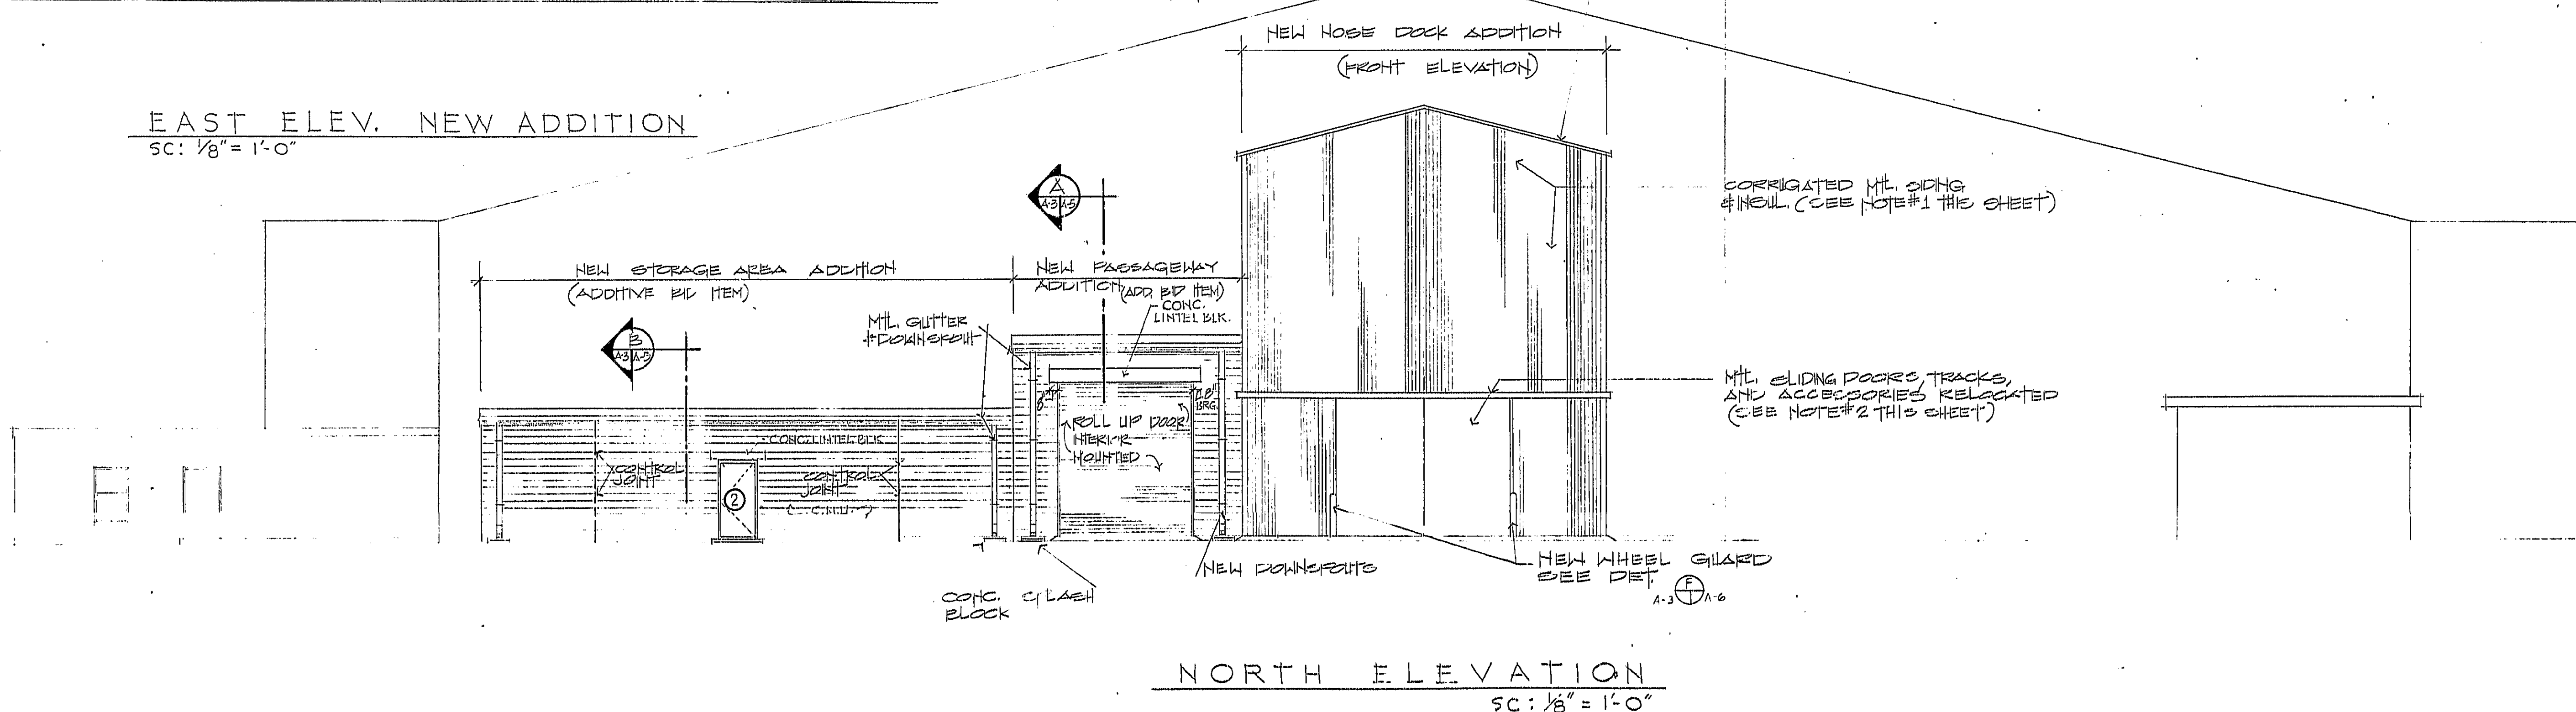 NEW NOSE DOCK ADDITION
(FRONT ELEVATION)
EAST ELEV. NEW ADDITION
SC: 1/8" = 1'-0"
A
A-3 A-5
CORRUGATED MTL. SIDING
& INSUL. (SEE NOTE #1 THIS SHEET)
NEW STORAGE AREA ADDITION
(ADDITIVE BID ITEM)
NEW PASSAGEWAY
ADDITION (ADD. BID ITEM)
CONC.
LINTEL BLK.
MTL. GUTTER
& DOWNSPOUT
B
A-3 A-5
MTL. SLIDING DOORS, TRACKS,
AND ACCESSORIES RELOCATED
(SEE NOTE #2 THIS SHEET)
8"
BRG.
ROLL UP DOOR
INTERIOR
MOUNTED
CONC. LINTEL BLK.
CONTROL
JOINT
CONTROL
JOINT
2
C.M.U.
NEW DOWNSPOUTS
NEW WHEEL GUARD
SEE DET.
F
A-3 A-6
CONC. SPLASH
BLOCK
NORTH ELEVATION
SC: 1/8" = 1'-0"